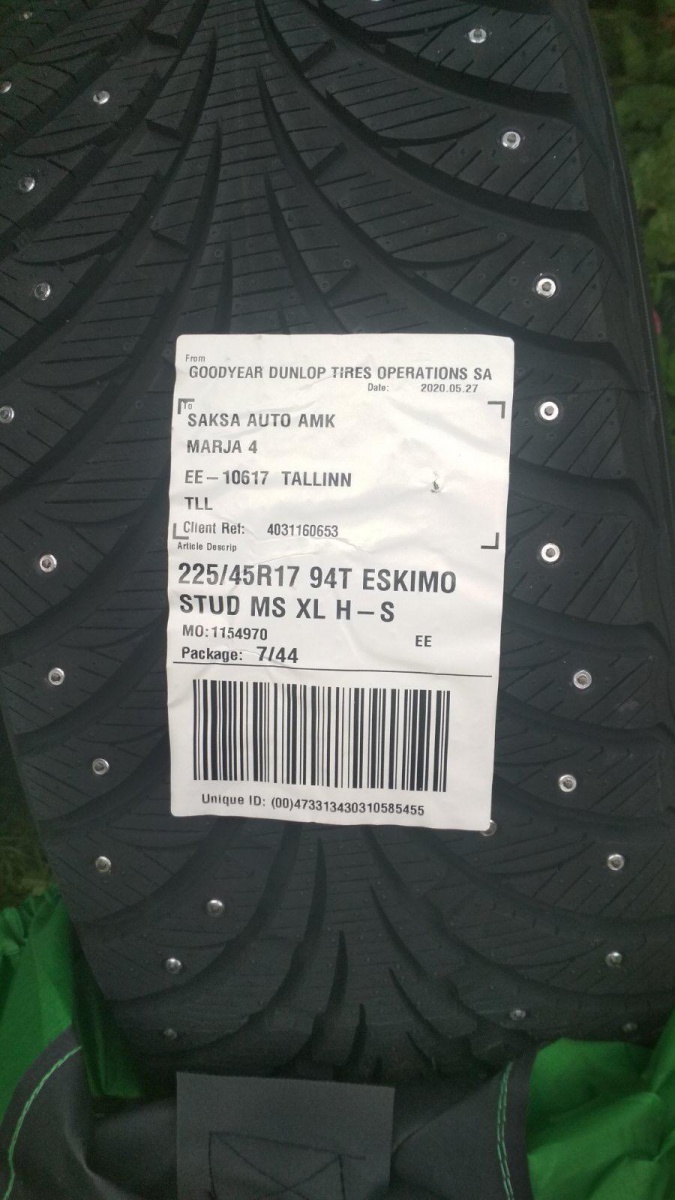 From
GOODYEAR DUNLOP TIRES OPERATIONS SA
Date: 2020.05.27
To
SAKSA AUTO AMK
MARJA 4
EE-10617 TALLINN
TLL
Client Ref: 4031160653
Article Descrip
225/45R17 94T ESKIMO
STUD MS XL H-S
MO:1154970
EE
Package: 7/44
Unique ID: (00)473313430310585455